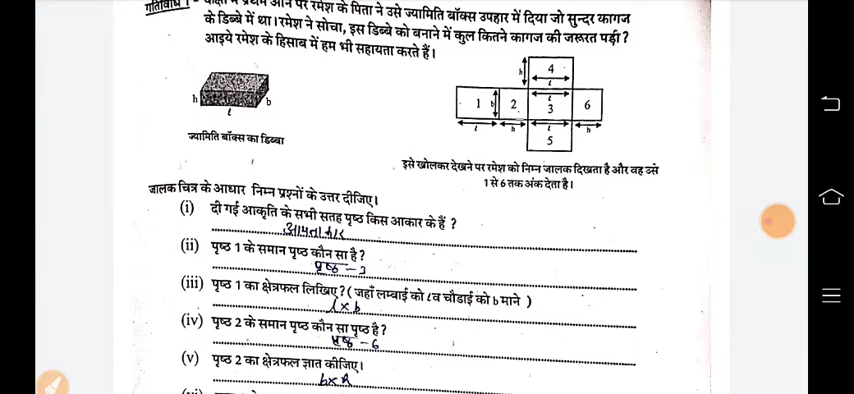 गतिविधि 1 - कक्षा में प्रथम आने पर रमेश के पिता ने उसे ज्यामिति बॉक्स उपहार में दिया जो सुन्दर कागज
के डिब्बे में था। रमेश ने सोचा, इस डिब्बे को बनाने में कुल कितने कागज की जरूरत पड़ी?
आइये रमेश के हिसाब में हम भी सहायता करते हैं।
h b l
ज्यामिति बॉक्स का डिब्बा
h 4 l
1 b 2 l 3 6
l h l h
5
इसे खोलकर देखने पर रमेश को निम्न जालक दिखता है और वह उसे
1 से 6 तक अंक देता है।
जालक चित्र के आधार निम्न प्रश्नों के उत्तर दीजिए।
(i) दी गई आकृति के सभी सतह पृष्ठ किस आकार के हैं ?
आयताकार
(ii) पृष्ठ 1 के समान पृष्ठ कौन सा है?
पृष्ठ - 3
(iii) पृष्ठ 1 का क्षेत्रफल लिखिए? ( जहाँ लम्बाई को l व चौडाई को b माने )
l × b
(iv) पृष्ठ 2 के समान पृष्ठ कौन सा पृष्ठ है?
पृष्ठ - 6
(v) पृष्ठ 2 का क्षेत्रफल ज्ञात कीजिए।
b × h